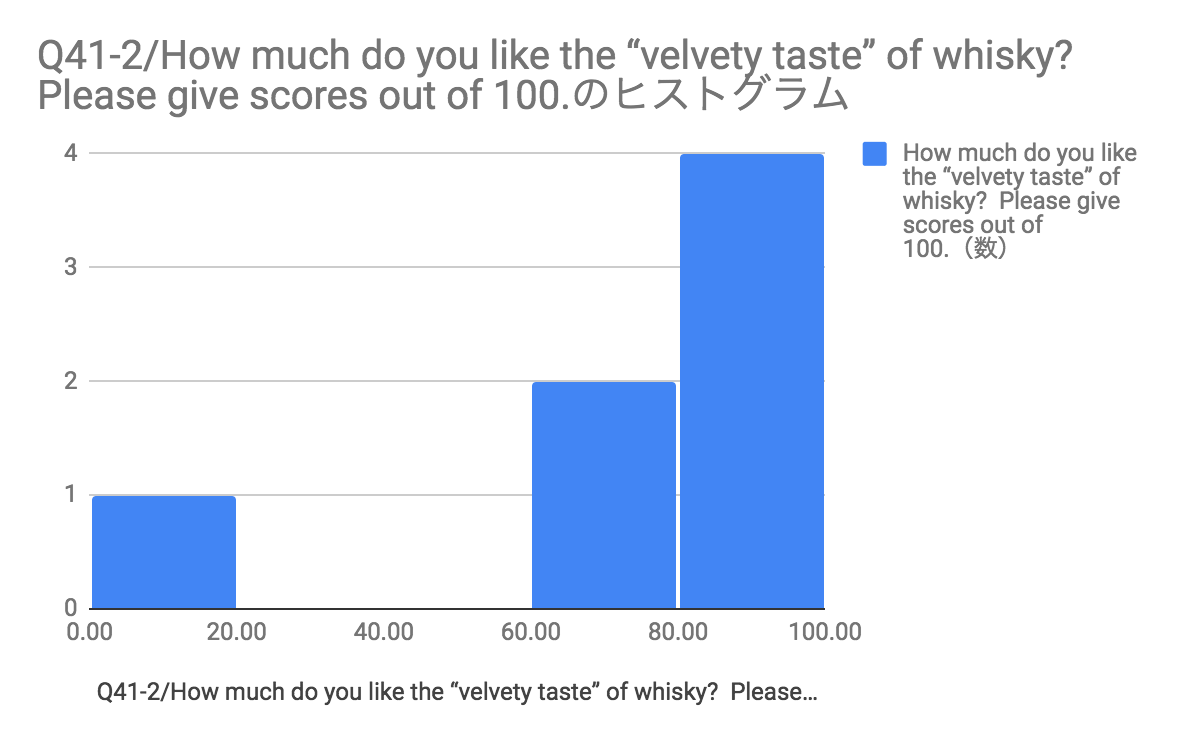 Q41-2/How much do you like the “velvety taste” of whisky?
Please give scores out of 100.のヒストグラム
4
3
2
1
0
0.00 20.00 40.00 60.00 80.00 100.00
Q41-2/How much do you like the “velvety taste” of whisky?  Please…
How much do you like
the “velvety taste” of
whisky?  Please give
scores out of
100.（数）